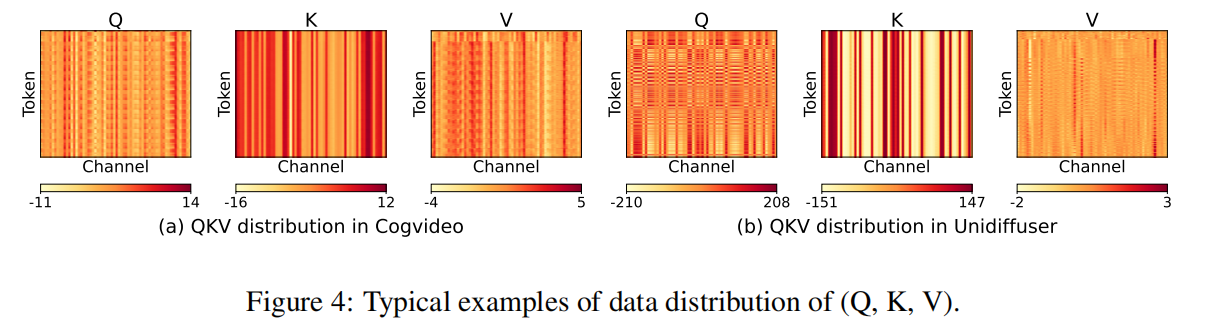 Q K V Q K V
Token Token Token Token Token Token
Channel Channel Channel Channel Channel Channel
-11 14 -16 12 -4 5 -210 208 -151 147 -2 3
(a) QKV distribution in Cogvideo (b) QKV distribution in Unidiffuser
Figure 4: Typical examples of data distribution of (Q, K, V).